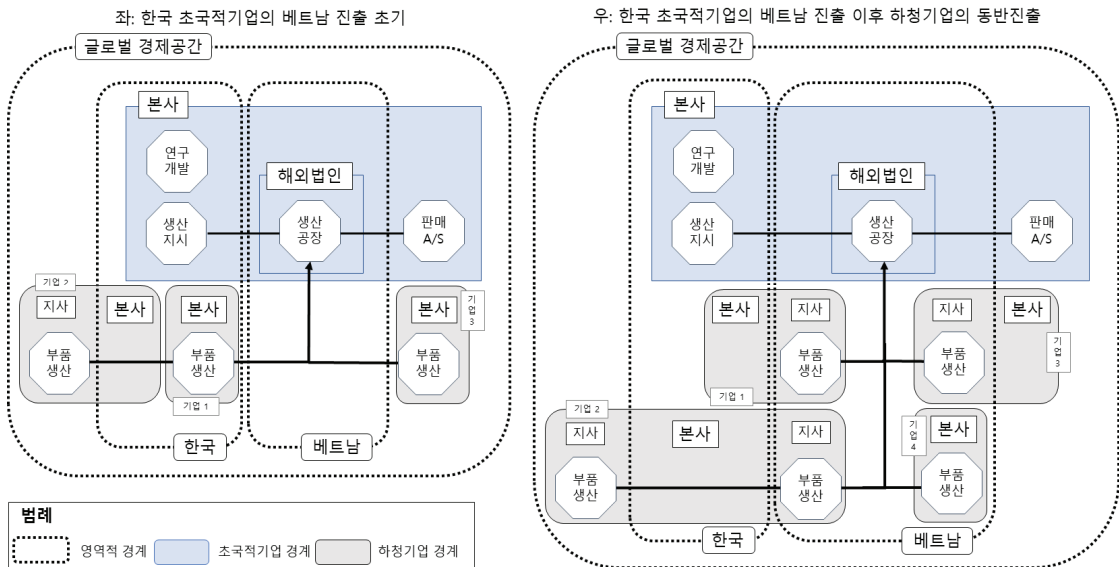 좌: 한국 초국적기업의 베트남 진출 초기
글로벌 경제공간
본사
연구
개발
해외법인
생산
지시
생산
공장
판매
A/S
기업 2
지사
본사
본사
본사
기
업
3
부품
생산
부품
생산
부품
생산
기업 1
한국
베트남
범례
영역적 경계
초국적기업 경계
하청기업 경계
우: 한국 초국적기업의 베트남 진출 이후 하청기업의 동반진출
글로벌 경제공간
본사
연구
개발
해외법인
생산
지시
생산
공장
판매
A/S
본사
지사
지사
본사
부품
생산
부품
생산
기
업
3
기업 1
기업 2
지사
본사
지사
기
업
4
본사
부품
생산
부품
생산
부품
생산
한국
베트남